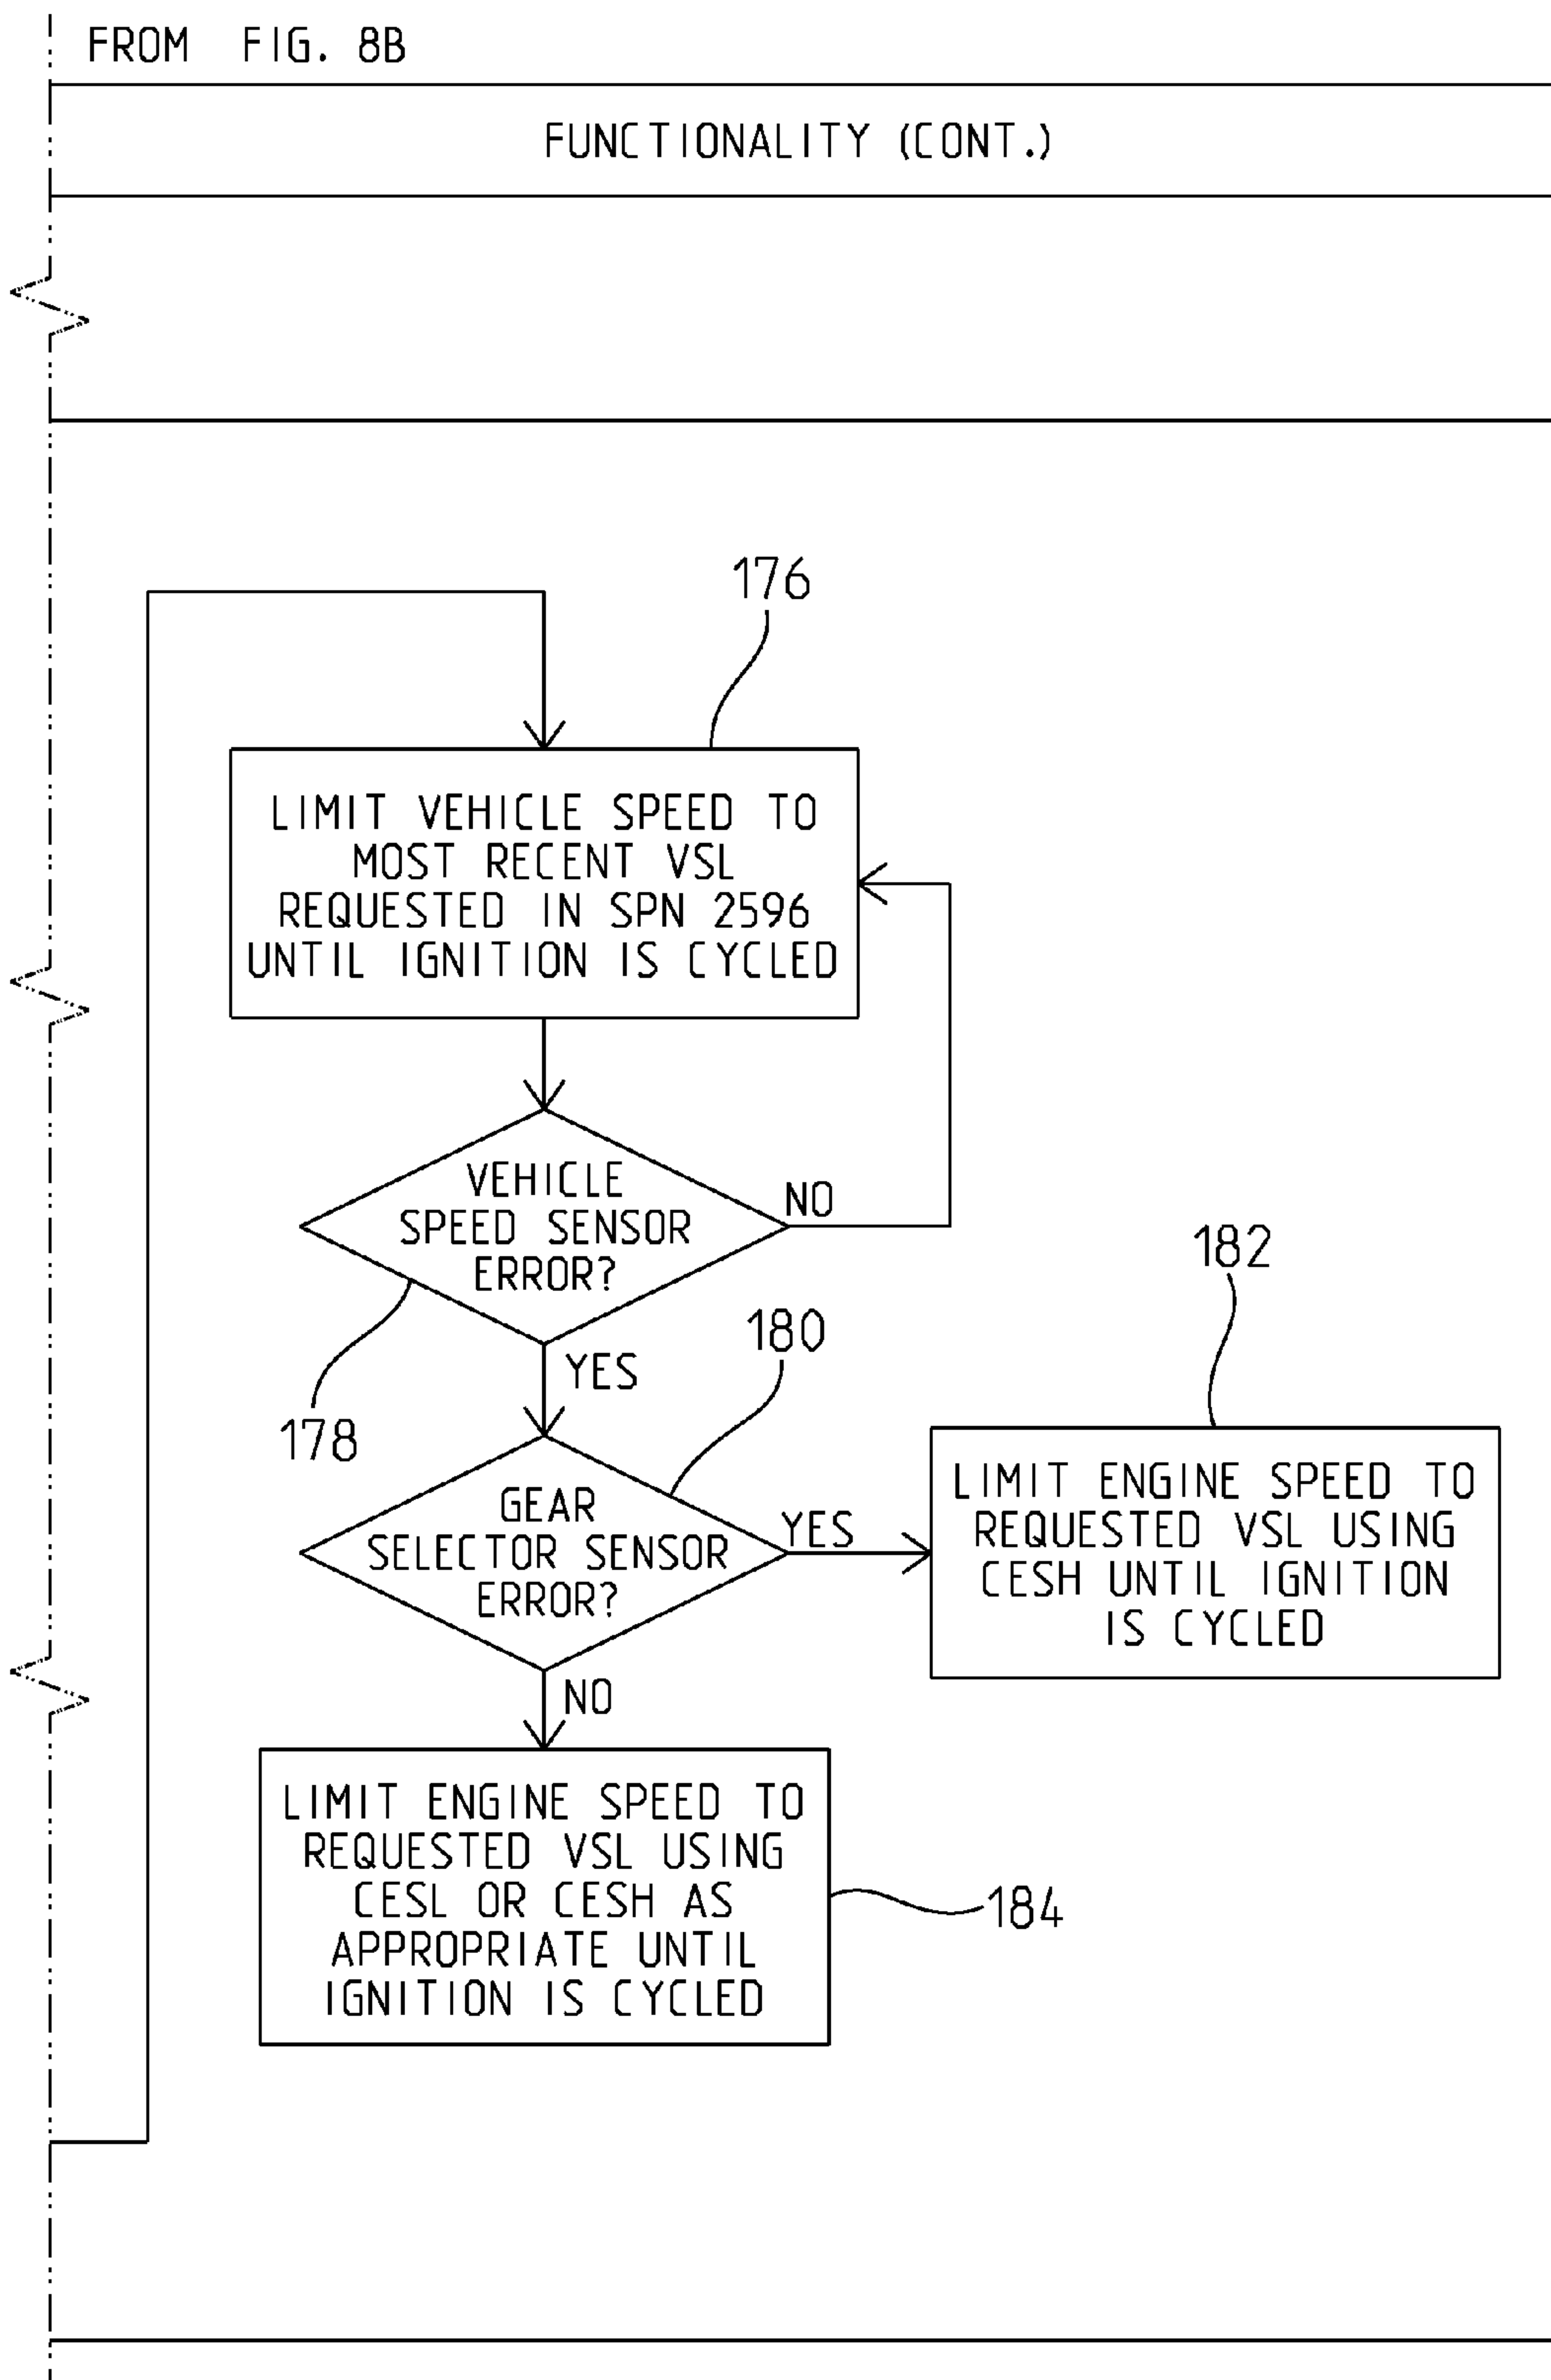 FROM FIG. 8B
FUNCTIONALITY (CONT.)
176
LIMIT VEHICLE SPEED TO
MOST RECENT VSL
REQUESTED IN SPN 2596
UNTIL IGNITION IS CYCLED
VEHICLE
SPEED SENSOR
ERROR?
NO
YES
178
180
182
GEAR
SELECTOR SENSOR
ERROR?
YES
NO
LIMIT ENGINE SPEED TO
REQUESTED VSL USING
CESH UNTIL IGNITION
IS CYCLED
LIMIT ENGINE SPEED TO
REQUESTED VSL USING
CESL OR CESH AS
APPROPRIATE UNTIL
IGNITION IS CYCLED
184